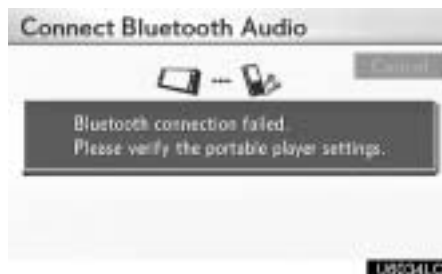 Connect Bluetooth Audio
Cancel
Bluetooth connection failed.
Please verify the portable player settings.